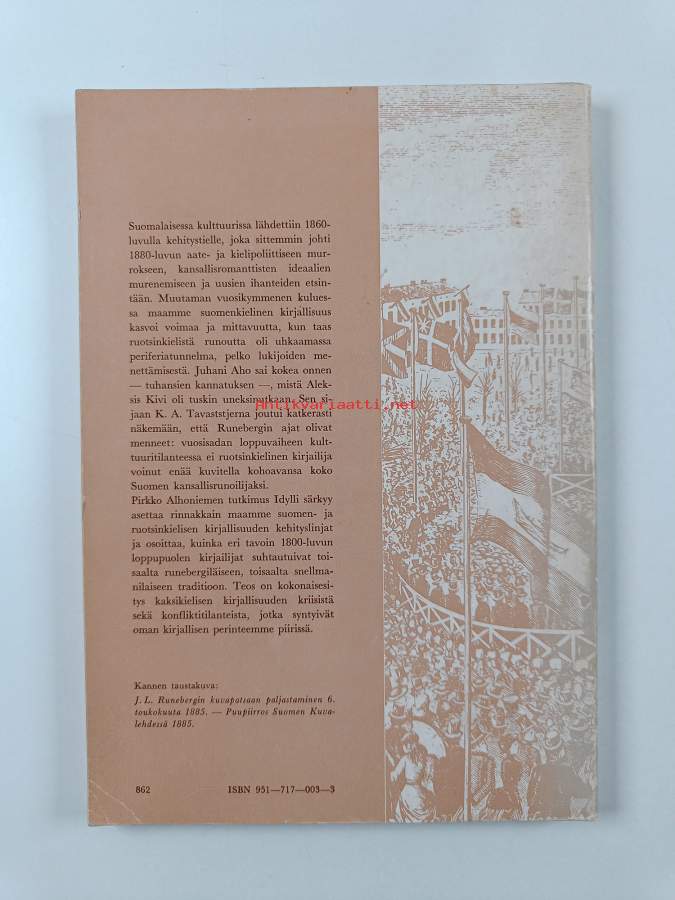 Suomalaisessa kulttuurissa lähdettiin 1860-
luvulla kehitystielle, joka sittemmin johti
1880-luvun aate- ja kielipoliittiseen mur-
rokseen, kansallisromanttisten ideaalien
murenemiseen ja uusien ihanteiden etsin-
tään. Muutaman vuosikymmenen kulues-
sa maamme suomenkielinen kirjallisuus
kasvoi voimaa ja mittavuutta, kun taas
ruotsinkielistä runoutta oli uhkaamassa
periferiatunnelma, pelko lukijoiden me-
nettämisestä. Juhani Aho sai kokea onnen
— tuhansien kannatuksen —, mistä Alek-
sis Kivi oli tuskin uneksinutkaan. Sen si-
jaan K. A. Tavaststjerna joutui katkerasti
näkemään, että Runebergin ajat olivat
menneet: vuosisadan loppuvaiheen kult-
tuuritilanteessa ei ruotsinkielinen kirjailija
voinut enää kuvitella kohoavansa koko
Suomen kansallisrunoilijaksi.
Pirkko Alhoniemen tutkimus Idylli särkyy
asettaa rinnakkain maamme suomen- ja
ruotsinkielisen kirjallisuuden kehityslinjat
ja osoittaa, kuinka eri tavoin 1800-luvun
loppupuolen kirjailijat suhtautuivat toi-
saalta runebergiläiseen, toisaalta snellma-
nilaiseen traditioon. Teos on kokonaisesi-
tys kaksikielisen kirjallisuuden kriisistä
sekä konfliktitilanteista, jotka syntyivät
oman kirjallisen perinteemme piirissä.
Kannen taustakuva:
J. L. Runebergin kuvapatsaan paljastaminen 6.
toukokuuta 1885. — Puupiirros Suomen Kuva-
lehdessä 1885.
862 ISBN 951—717—003—3
Antikvariaatti.net